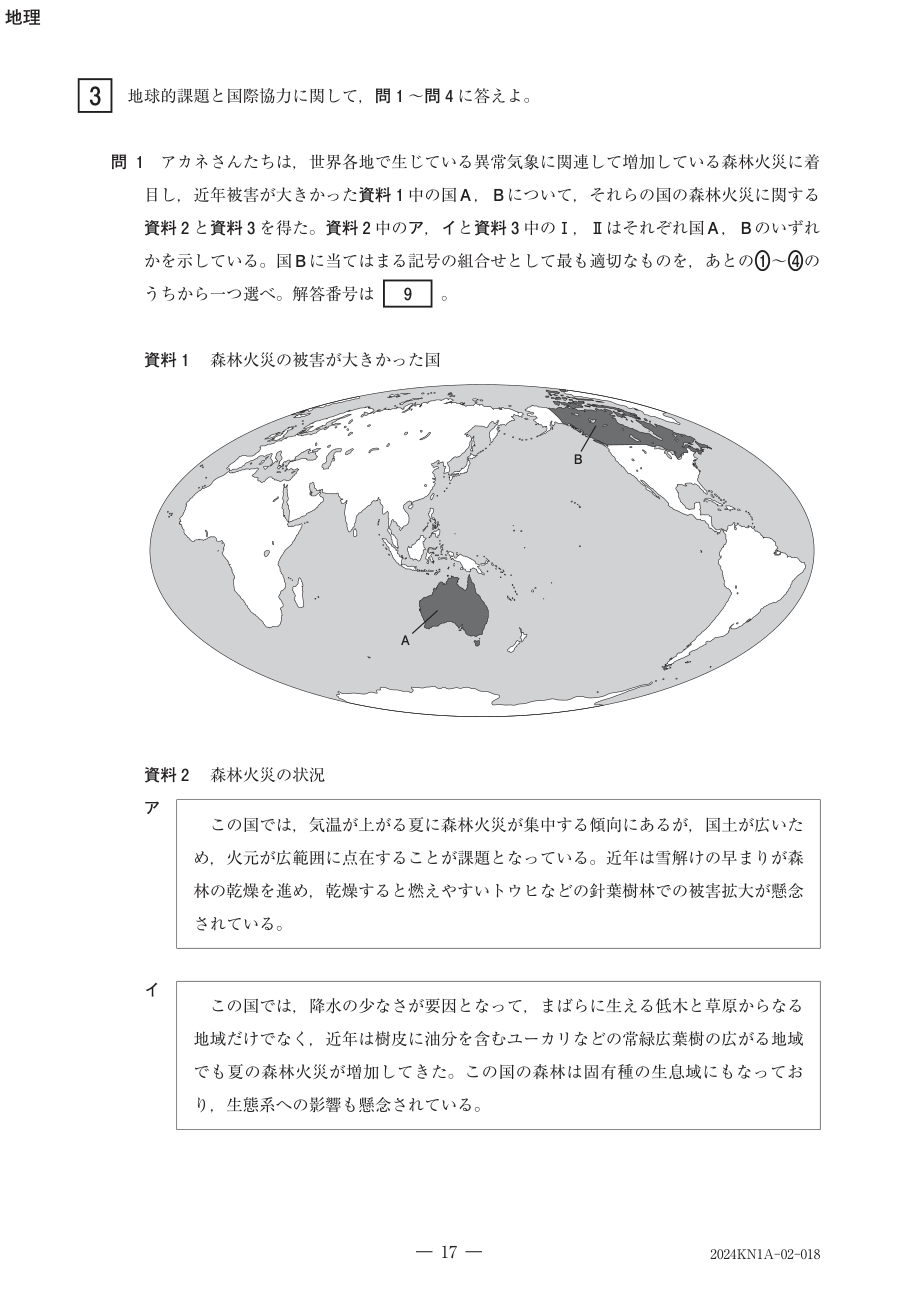 地理
3 地球的課題と国際協力に関して，問1～問4に答えよ。
問1 アカネさんたちは，世界各地で生じている異常気象に関連して増加している森林火災に着
目し，近年被害が大きかった資料1中の国A，Bについて，それらの国の森林火災に関する
資料2と資料3を得た。資料2中のア，イと資料3中のⅠ，Ⅱはそれぞれ国A，Bのいずれ
かを示している。国Bに当てはまる記号の組合せとして最も適切なものを，あとの①～④の
うちから一つ選べ。解答番号は 9 。
資料1 森林火災の被害が大きかった国
B
A
資料2 森林火災の状況
ア
この国では，気温が上がる夏に森林火災が集中する傾向にあるが，国土が広いた
め，火元が広範囲に点在することが課題となっている。近年は雪解けの早まりが森
林の乾燥を進め，乾燥すると燃えやすいトウヒなどの針葉樹林での被害拡大が懸念
されている。
イ
この国では，降水の少なさが要因となって，まばらに生える低木と草原からなる
地域だけでなく，近年は樹皮に油分を含むユーカリなどの常緑広葉樹の広がる地域
でも夏の森林火災が増加してきた。この国の森林は固有種の生息域にもなってお
り，生態系への影響も懸念されている。
― 17 ―
2024KN1A-02-018